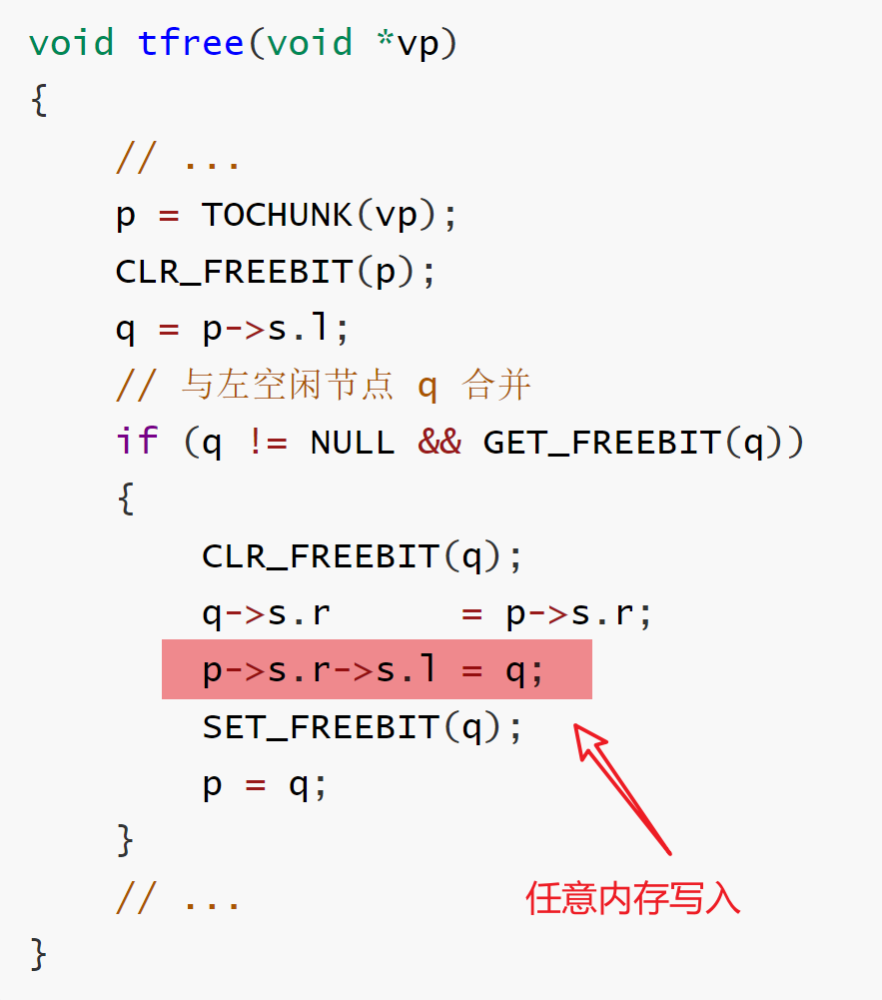 void tfree(void *vp)
{
    // ...
    p = TOCHUNK(vp);
    CLR_FREEBIT(p);
    q = p->s.l;
    // 与左空闲节点 q 合并
    if (q != NULL && GET_FREEBIT(q))
    {
        CLR_FREEBIT(q);
        q->s.r      = p->s.r;
        p->s.r->s.l = q;
        SET_FREEBIT(q);
        p = q;
    }
    // ...
任意内存写入
}